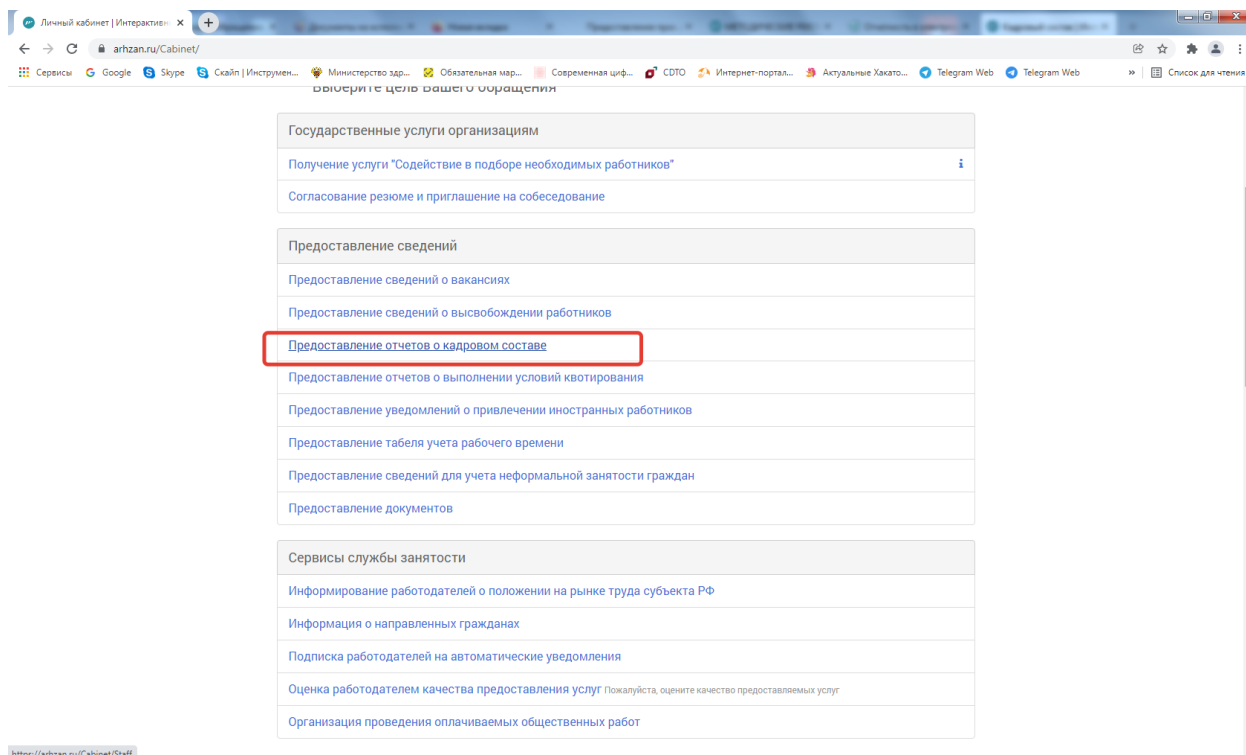 Личный кабинет | Интерактивн
arhzan.ru/Cabinet/
Сервисы Google Skype Скайп | Инструмен... Министерство здр... Обязательная мар... Современная циф... CDTO Интернет-портал... Актуальные Хакато... Telegram Web Telegram Web » Список для чтения
Выберите цель Вашего обращения
Государственные услуги организациям
Получение услуги "Содействие в подборе необходимых работников"
Согласование резюме и приглашение на собеседование
Предоставление сведений
Предоставление сведений о вакансиях
Предоставление сведений о высвобождении работников
Предоставление отчетов о кадровом составе
Предоставление отчетов о выполнении условий квотирования
Предоставление уведомлений о привлечении иностранных работников
Предоставление табеля учета рабочего времени
Предоставление сведений для учета неформальной занятости граждан
Предоставление документов
Сервисы службы занятости
Информирование работодателей о положении на рынке труда субъекта РФ
Информация о направленных гражданах
Подписка работодателей на автоматические уведомления
Оценка работодателем качества предоставления услуг Пожалуйста, оцените качество предоставляемых услуг
Организация проведения оплачиваемых общественных работ
https://arhzan.ru/Cabinet/Staff